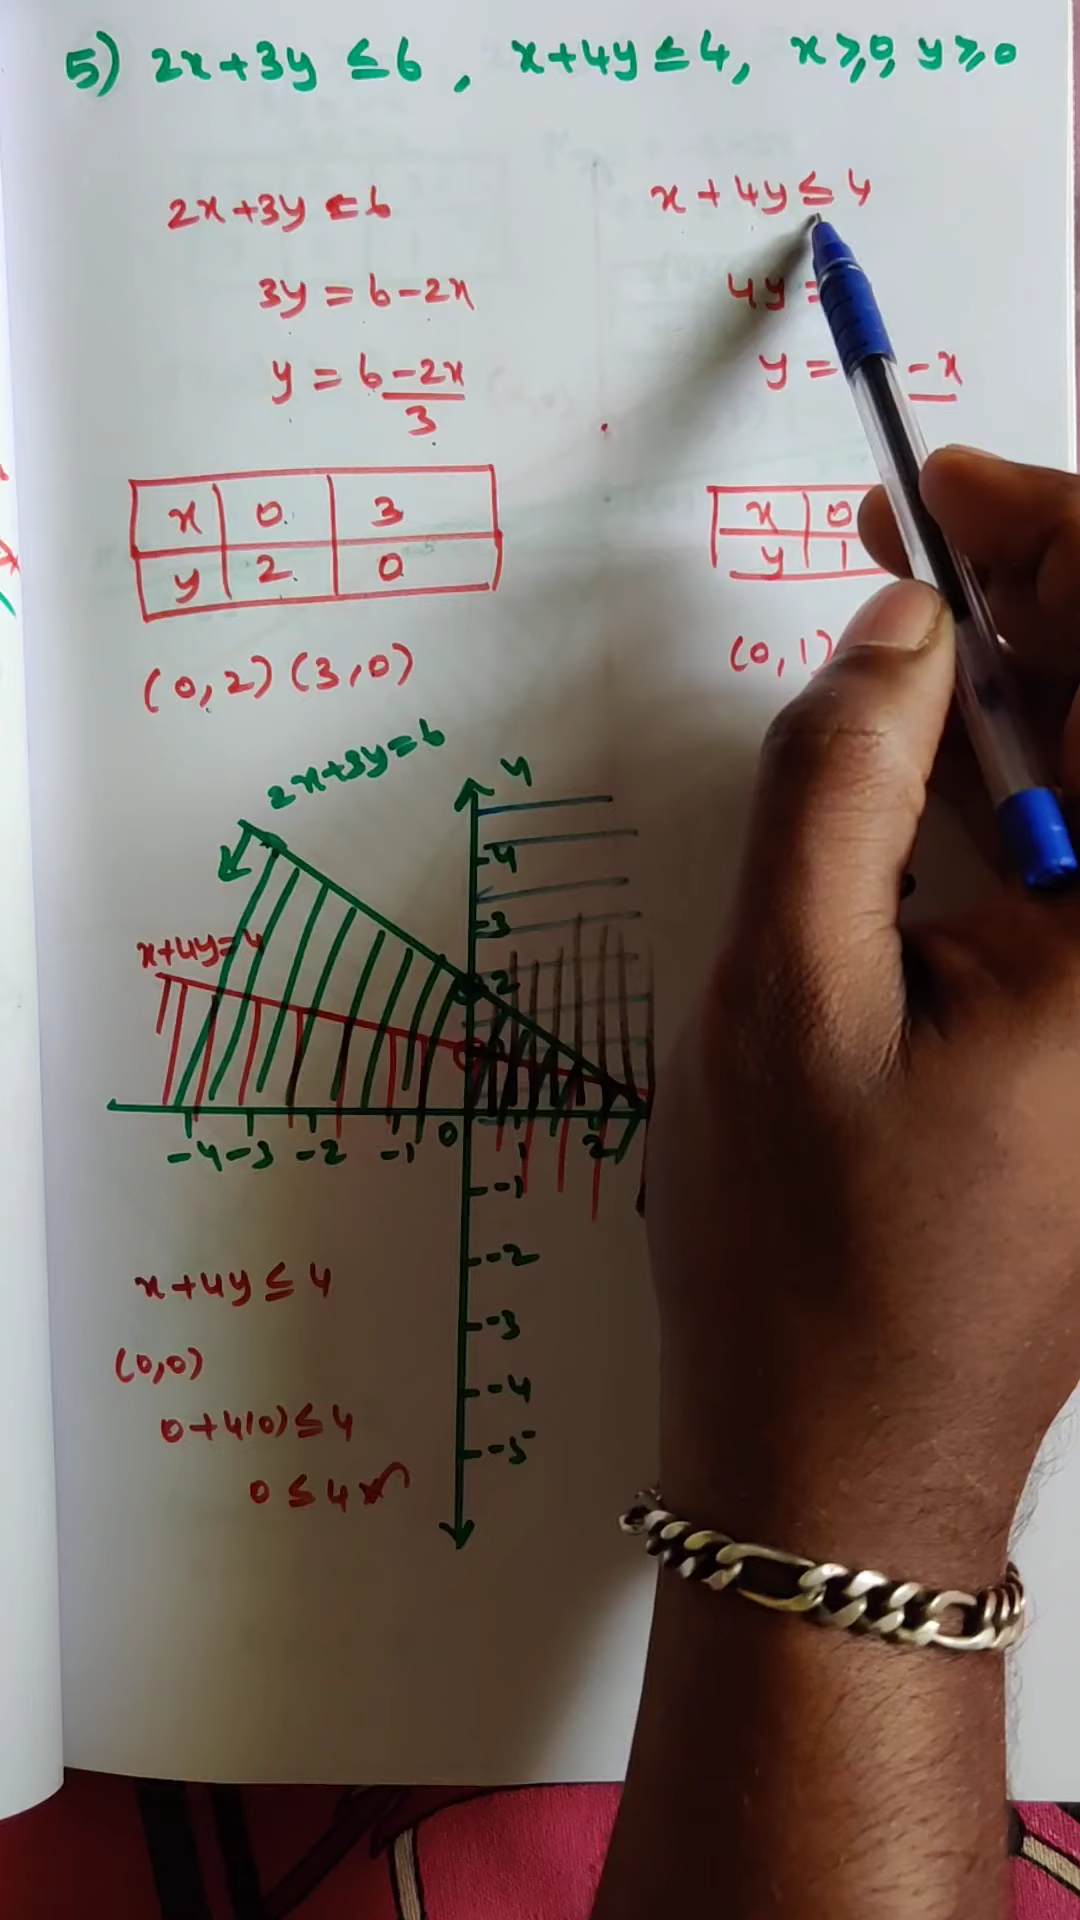 5) 2x+3y ≤6 , x+4y≤4, x≥0, y≥0
2x+3y ≤ 6
3y = 6-2x
y = 6-2x
3
x 0 3
y 2 0
(0,2) (3,0)
x + 4y ≤ 4
4y =
y = -x
x 0
y 1
(0,1)
2x+3y=6
y
4
3
2
x+4y=4
-4 -3 -2 -1 0 1 2
-1
-2
-3
-4
-5
x+4y ≤ 4
(0,0)
0+4(0)≤4
0 ≤ 4